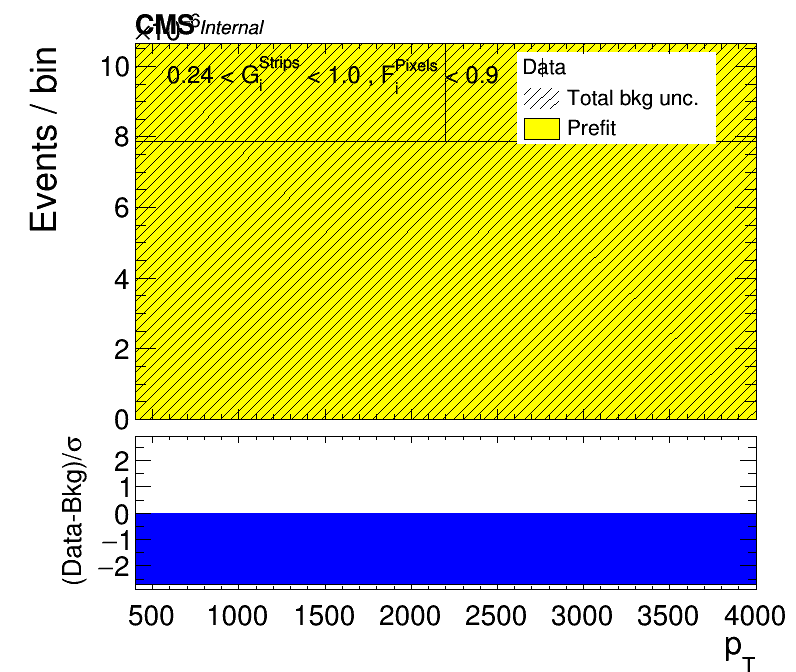 CMS Internal
×10⁻⁶
Events / bin
10
8
6
4
2
0
0.24 < G_i^Strips < 1.0 , F_i^Pixels < 0.9
Data
Total bkg unc.
Prefit
(Data-Bkg)/σ
2
1
0
−1
−2
500 1000 1500 2000 2500 3000 3500 4000
p_T